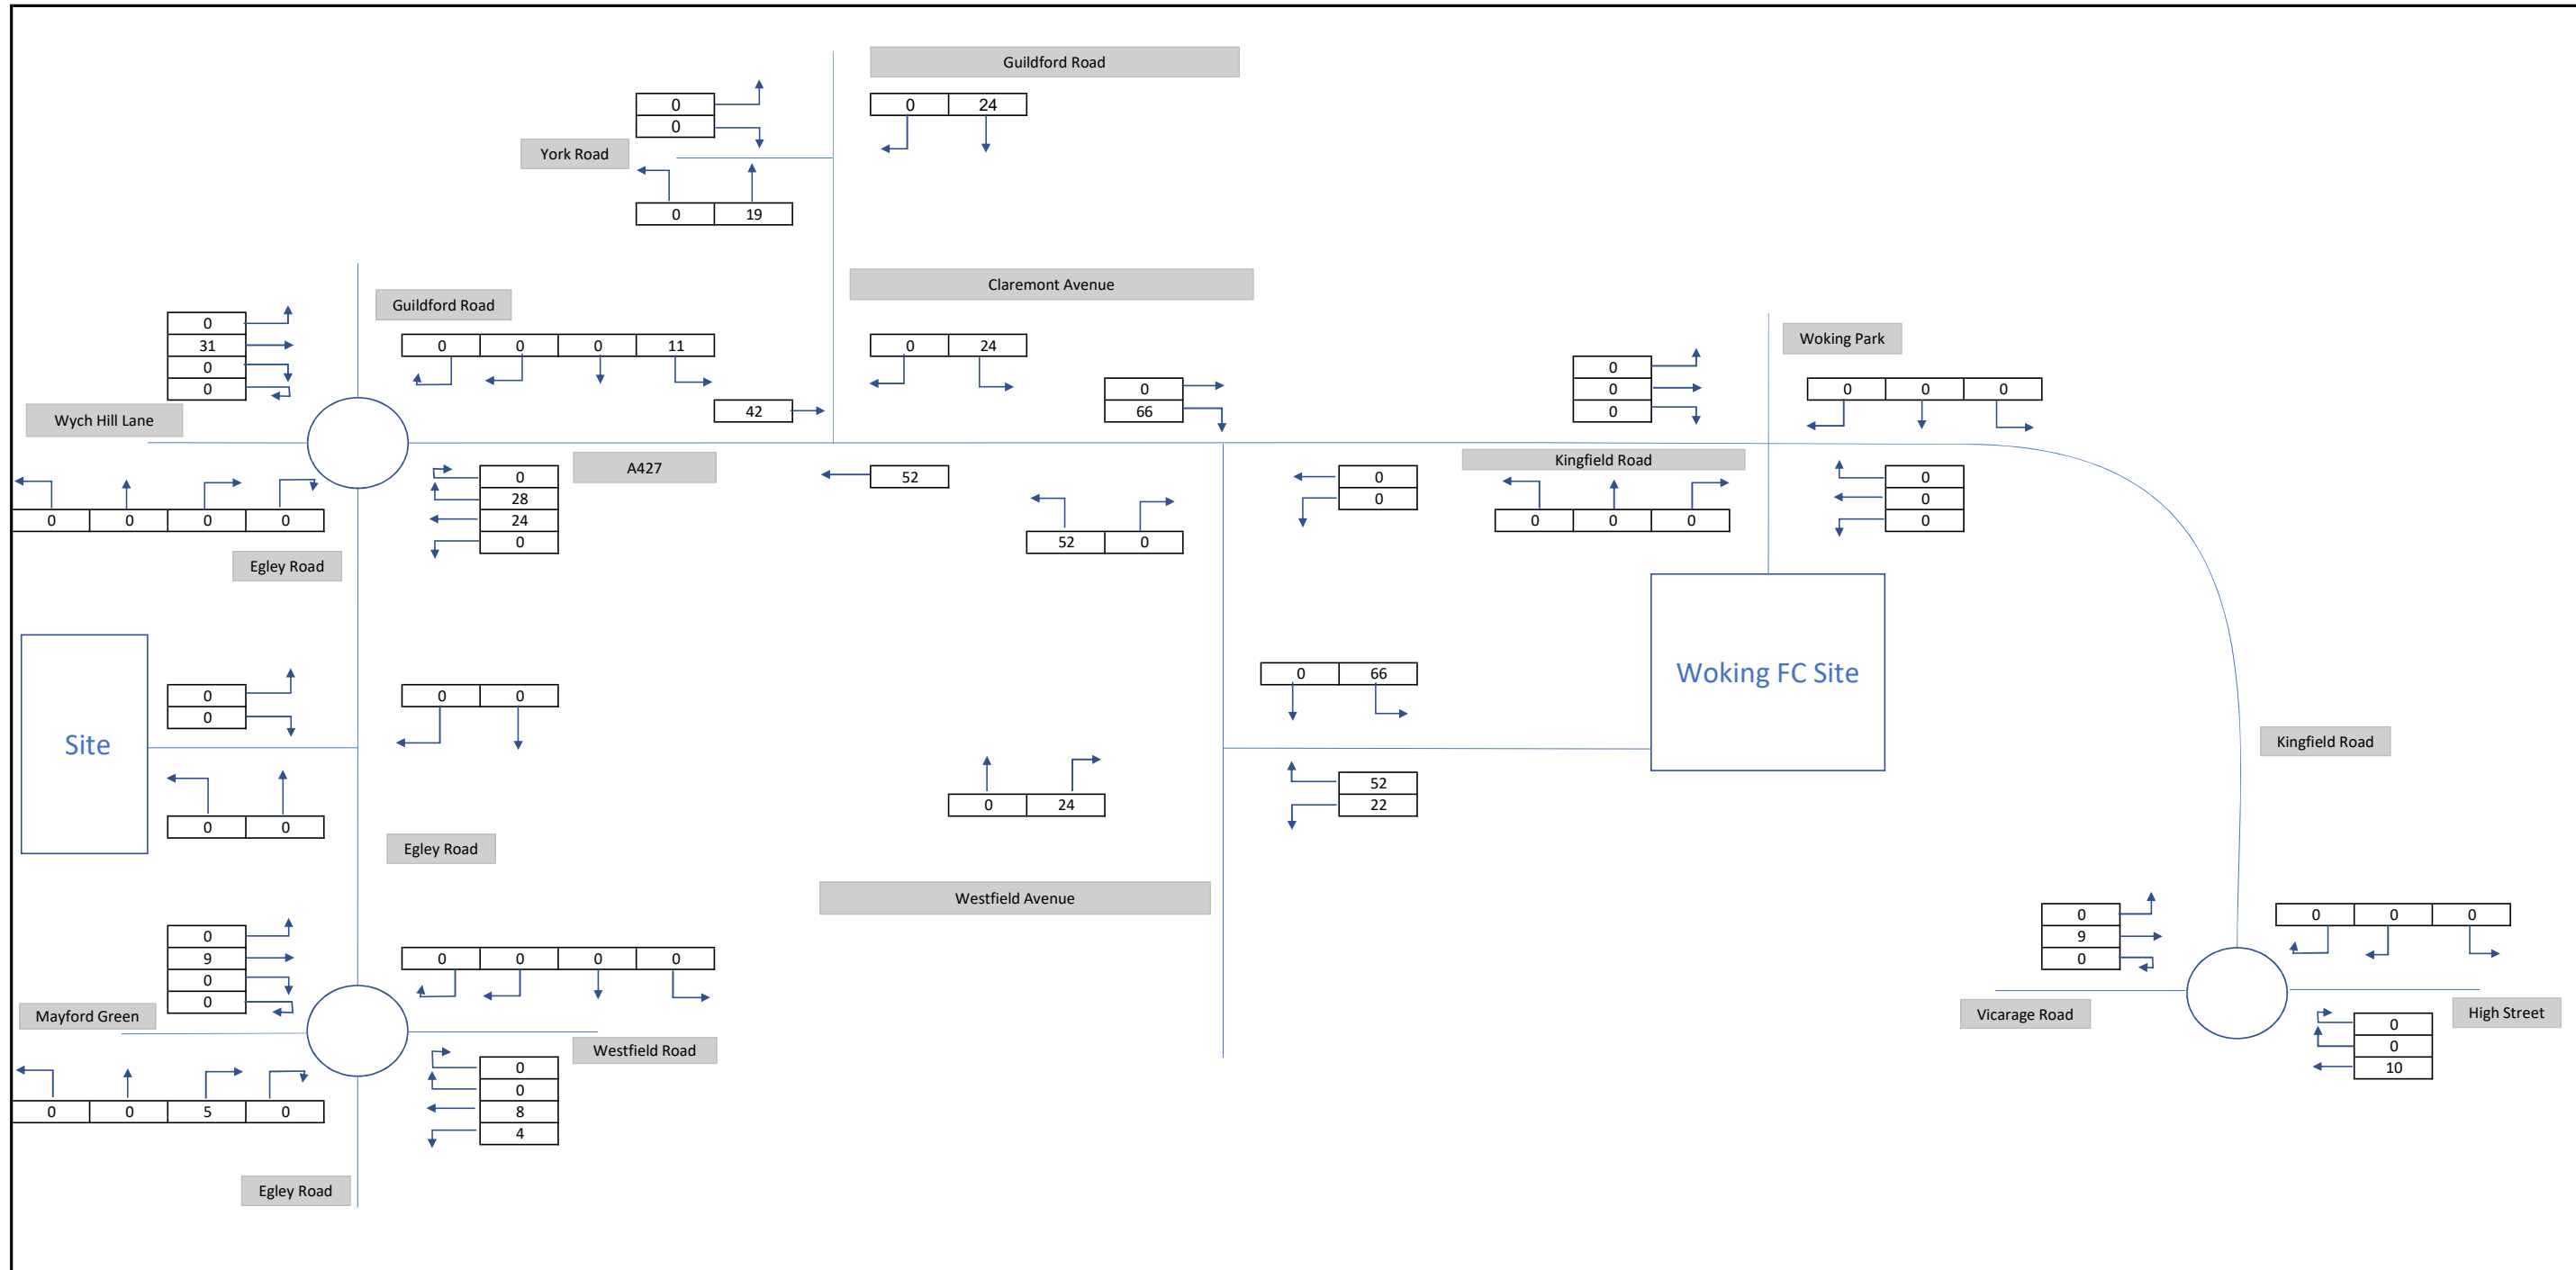 Guildford Road
0 24
0
0
York Road
0 19
Claremont Avenue
Guildford Road
0
31
0
0
0 0 0 11
0 24
Woking Park
0
0
0
0 0 0
0
66
42
Wych Hill Lane
A427
0
28
24
0
52
0
0
Kingfield Road
0 0 0
0
0
0
0 0 0 0
52 0
Egley Road
Site
0
0
0 0
0 66
Woking FC Site
Kingfield Road
52
22
0 24
0 0
Egley Road
Westfield Avenue
0
9
0
0
0 0 0 0
0
9
0
0 0 0
Mayford Green
Vicarage Road
High Street
Westfield Road
0
0
10
0
0
8
4
0 0 5 0
Egley Road